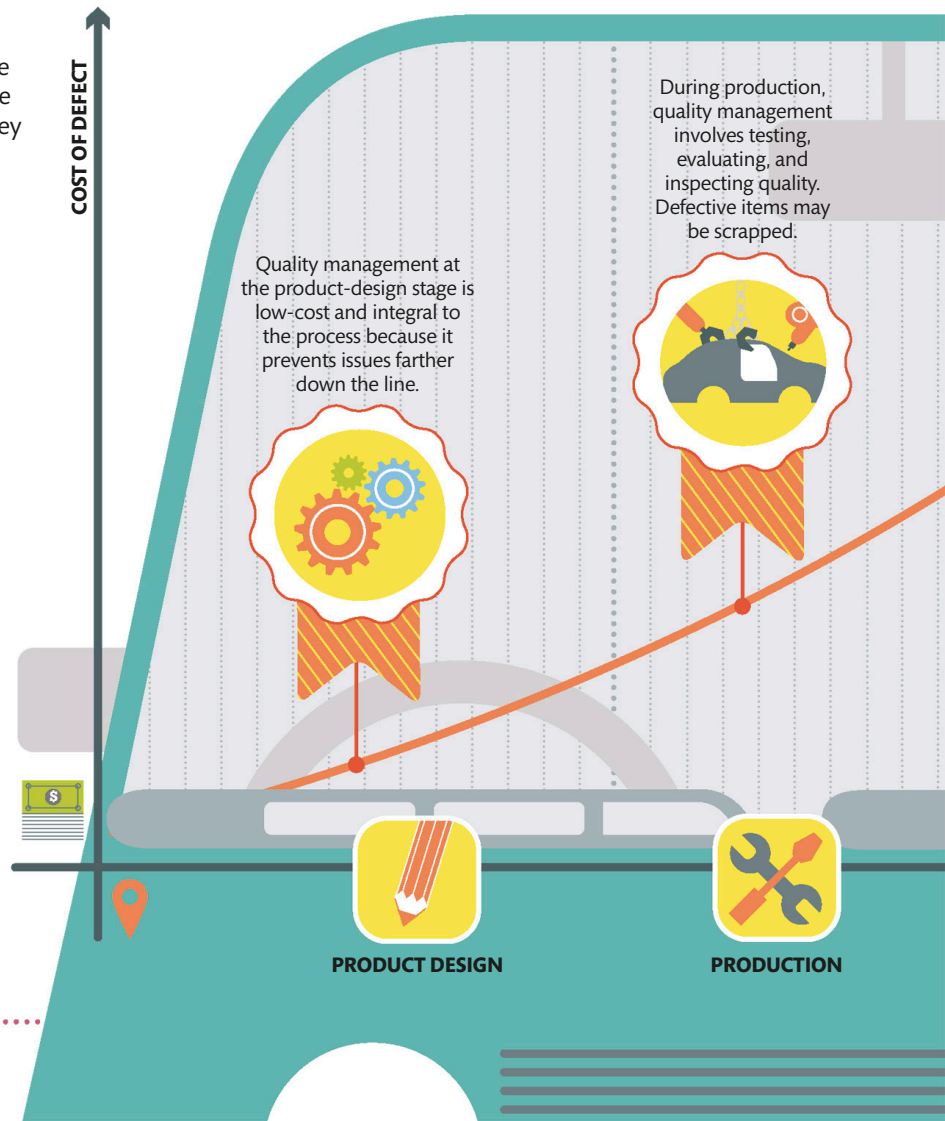 e
e
ey
COST OF DEFECT
During production,
quality management
involves testing,
evaluating, and
inspecting quality.
Defective items may
be scrapped.
Quality management at
the product-design stage is
low-cost and integral to
the process because it
prevents issues farther
down the line.
$
PRODUCT DESIGN
PRODUCTION